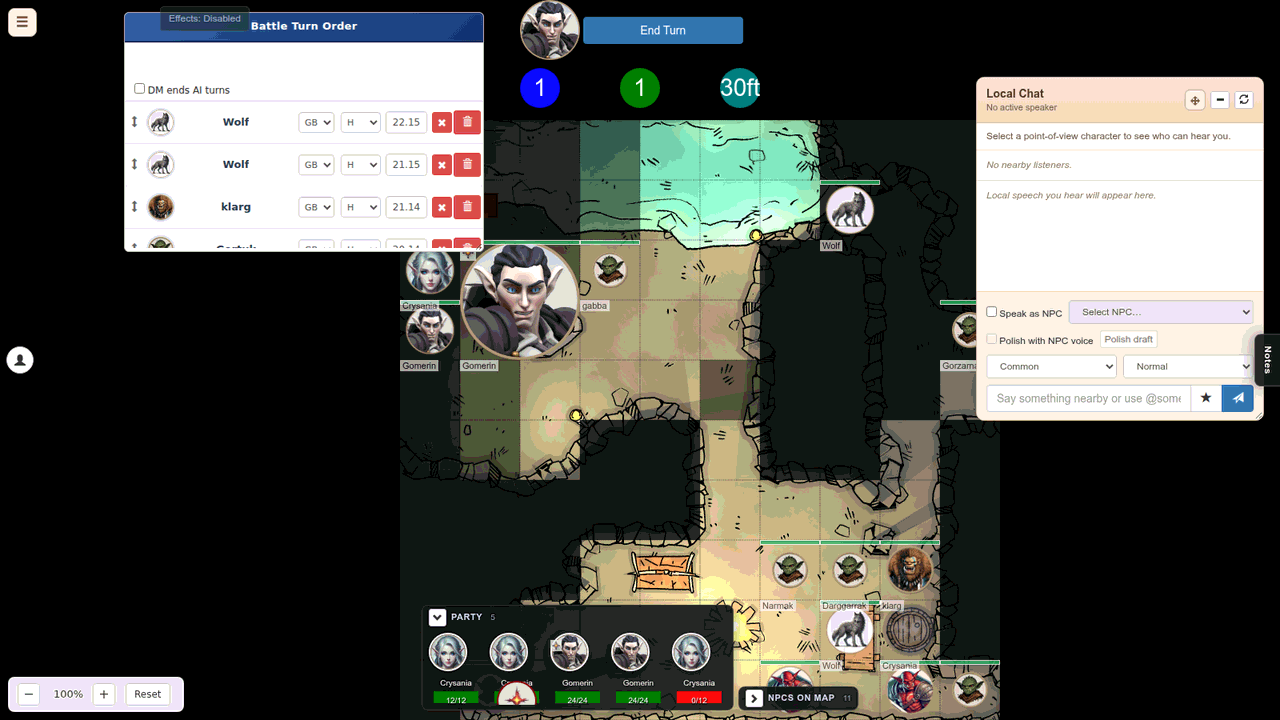 Effects: Disabled
Battle Turn Order
DM ends AI turns
Wolf GB H 22.15
Wolf GB H 21.15
klarg GB H 21.14
End Turn
1
1
30ft
Local Chat
No active speaker
Select a point-of-view character to see who can hear you.
No nearby listeners.
Local speech you hear will appear here.
Speak as NPC
Select NPC...
Polish with NPC voice
Polish draft
Common
Normal
Say something nearby or use @some
Notes
Wolf
Crysania
gabba
Gomerin
Gomerin
Narmak
Darggarrak
klarg
Wolf
Crysania
PARTY 5
Crysania
Gomerin
Gomerin
Crysania
12/12
24/24
24/24
0/12
NPCS ON MAP 11
100%
Reset